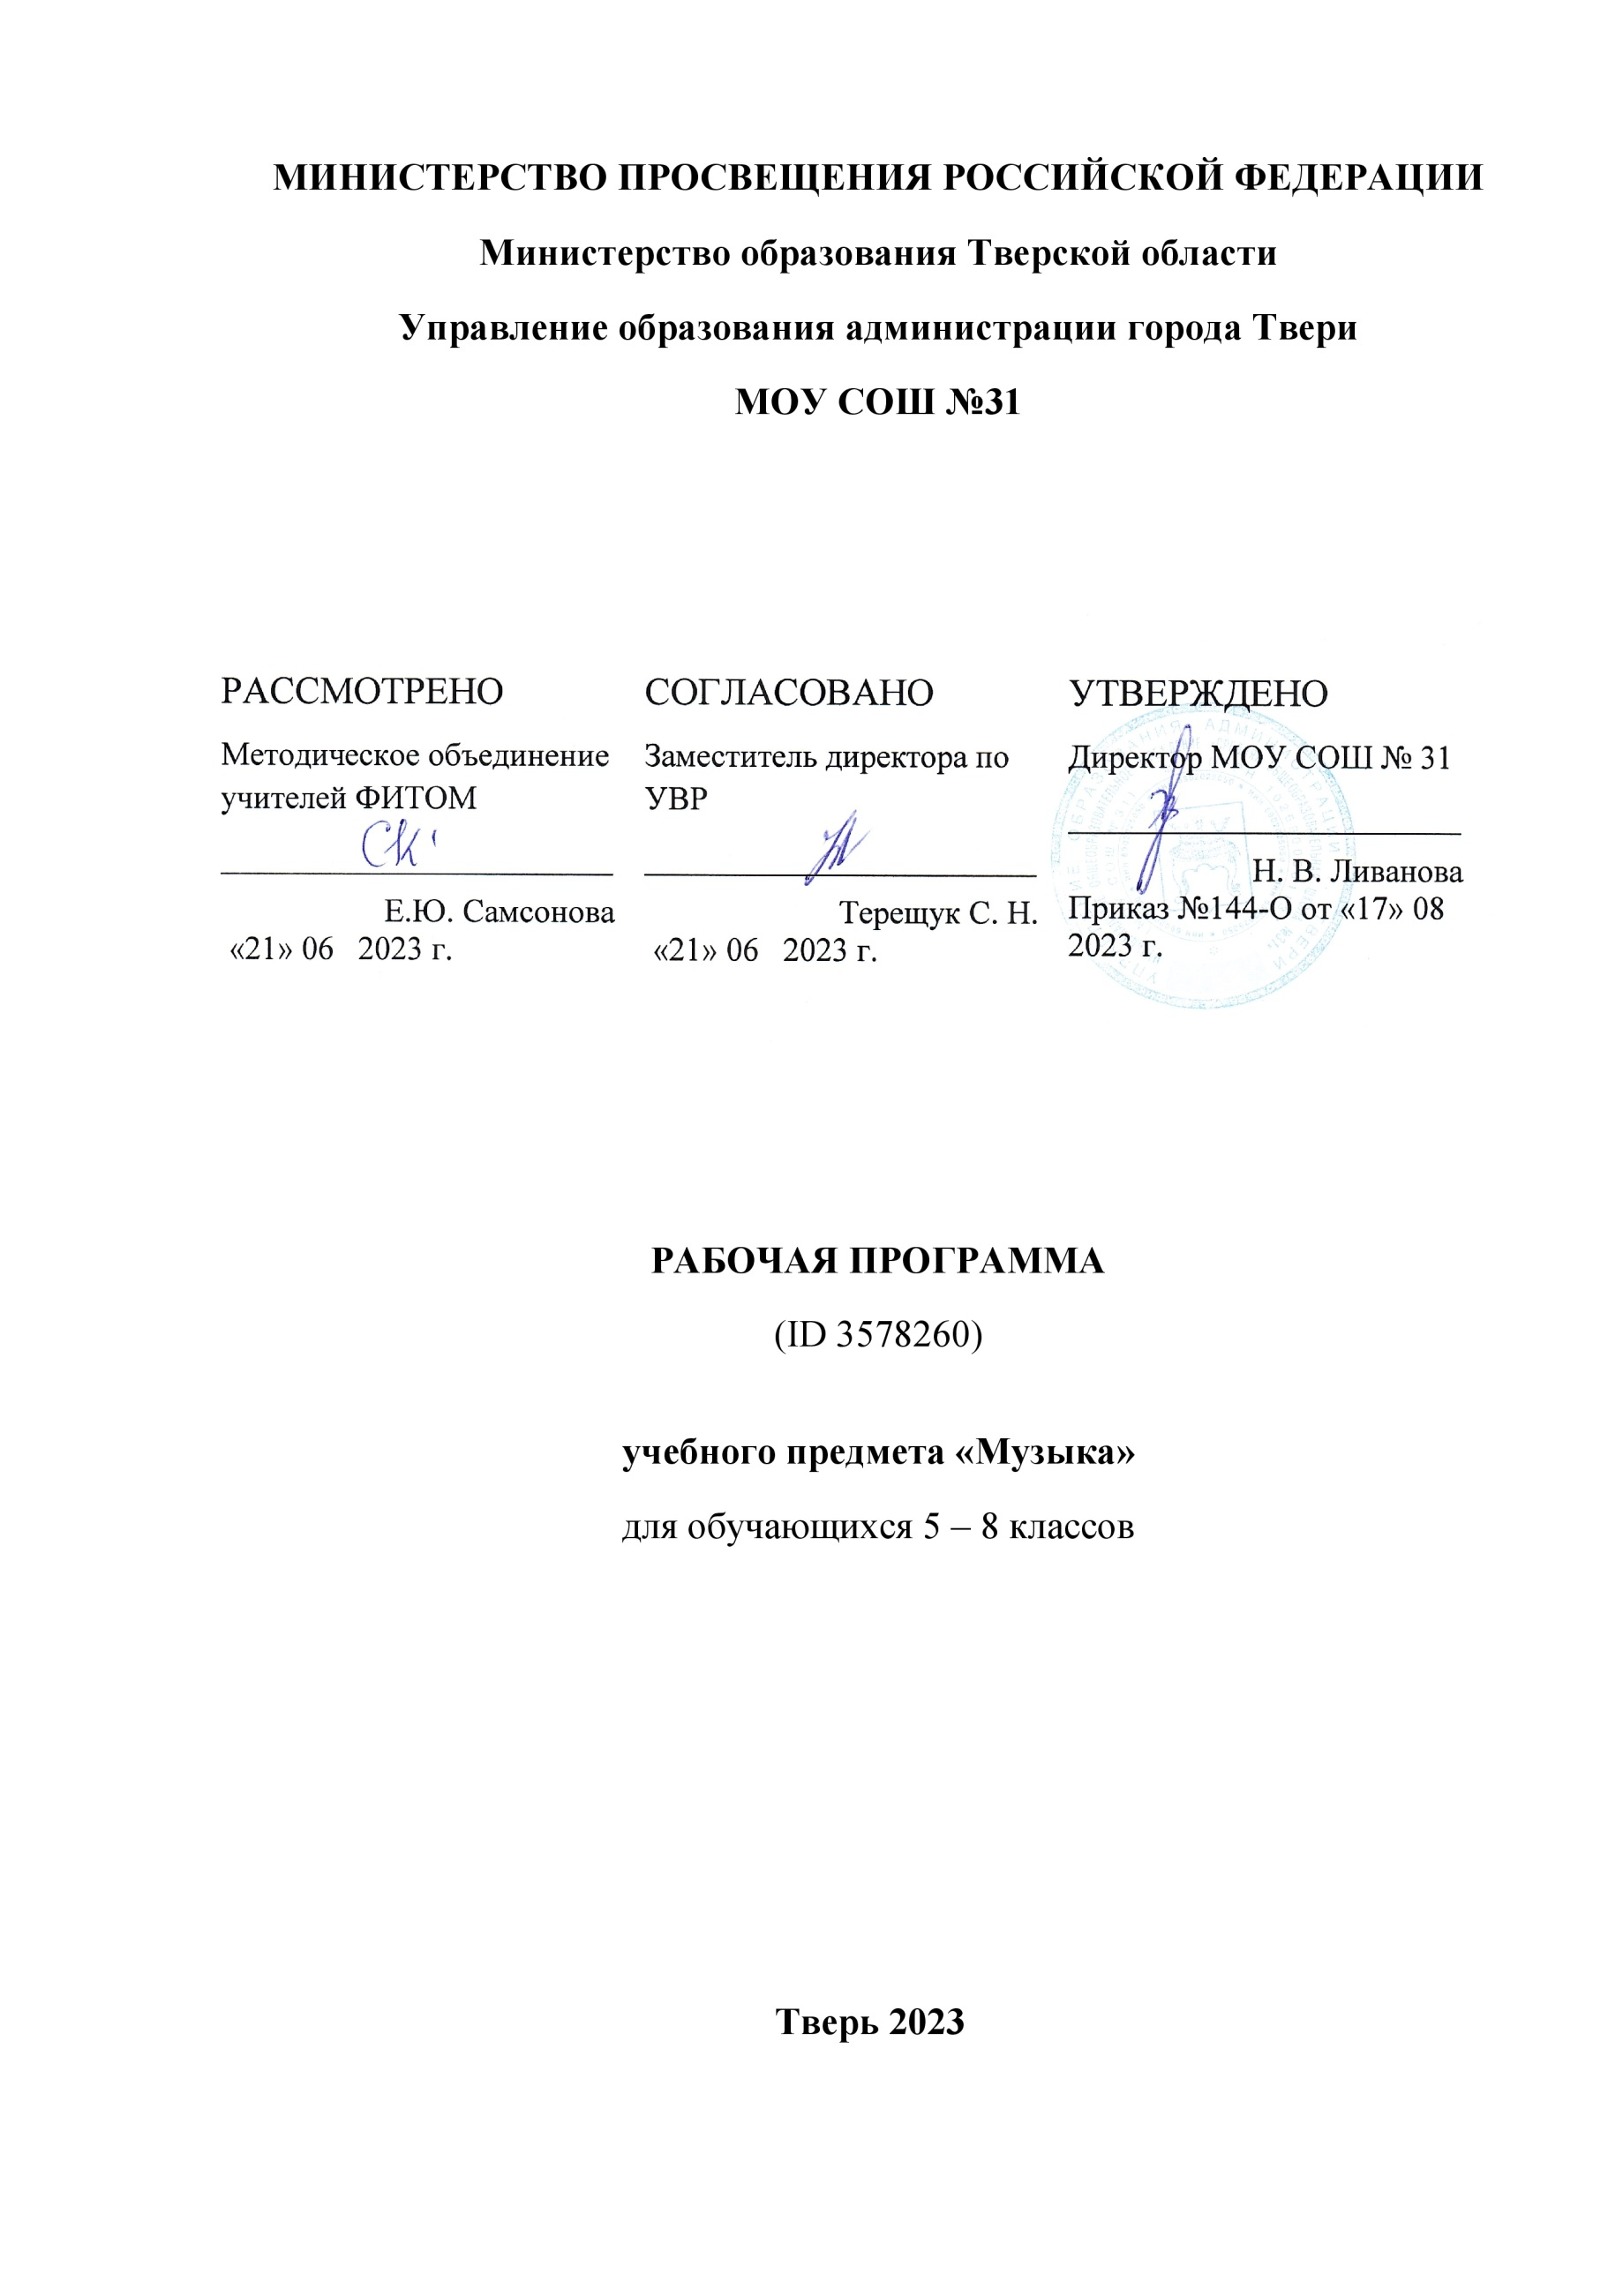 МИНИСТЕРСТВО ПРОСВЕЩЕНИЯ РОССИЙСКОЙ ФЕДЕРАЦИИ
Министерство образования Тверской области
Управление образования администрации города Твери
МОУ СОШ №31
РАССМОТРЕНО
Методическое объединение
учителей ФИТОМ
Е.Ю. Самсонова
«21» 06 2023 г.
СОГЛАСОВАНО
Заместитель директора по
УВР
Терещук С. Н.
«21» 06 2023 г.
УТВЕРЖДЕНО
Директор МОУ СОШ № 31
Н. В. Ливанова
Приказ №144-О от «17» 08
2023 г.
РАБОЧАЯ ПРОГРАММА
(ID 3578260)
учебного предмета «Музыка»
для обучающихся 5 – 8 классов
Тверь 2023